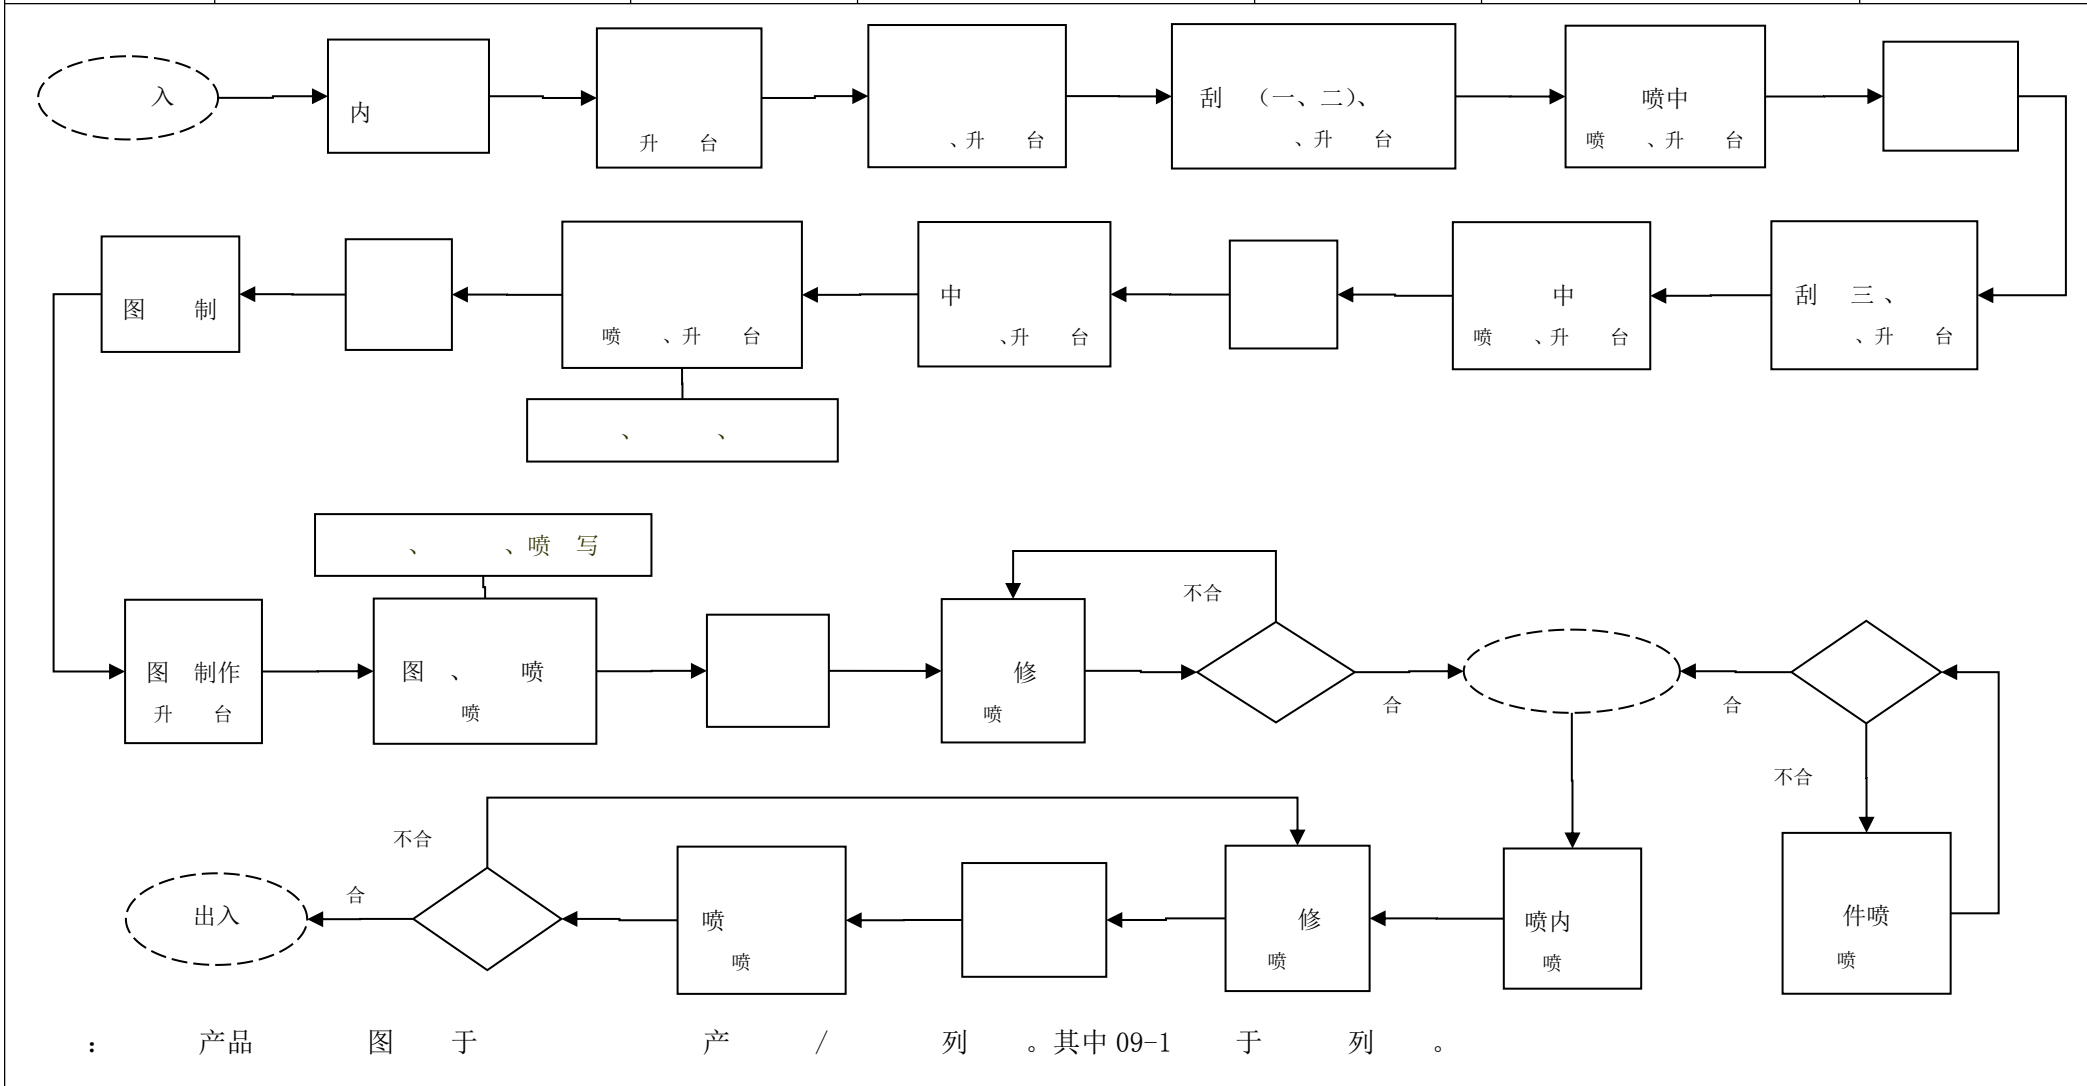 入
内
升 台
、升 台
刮 （一、二）、
、升 台
喷中
喷 、升 台
图 制
喷 、升 台
中
、升 台
中
喷 、升 台
刮 三 、
、升 台
、 、
、 、喷 写
图 制作
升 台
图 、 喷
喷
修
喷
不合
合
合
不合
出入
合
不合
喷
喷
修
喷
喷内
喷
件喷
喷
： 产品 图 于 产 / 列 。其中 09-1 于 列 。